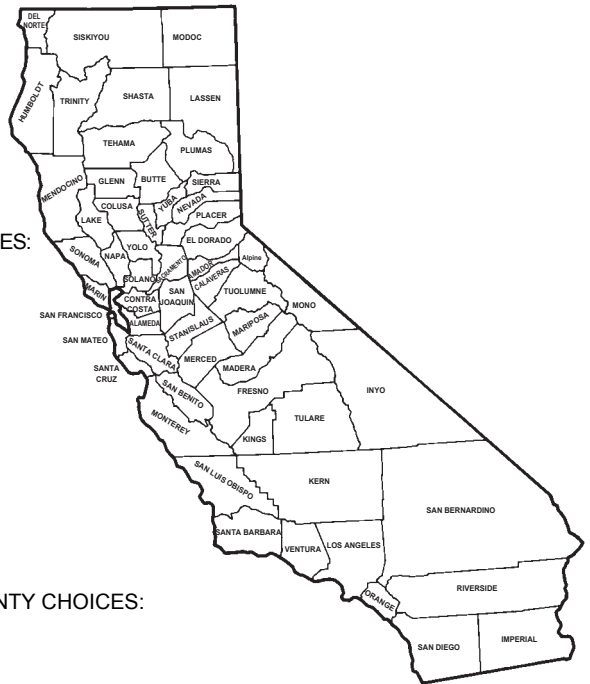 DEL
NORTE
SISKIYOU
MODOC
HUMBOLDT
TRINITY
SHASTA
LASSEN
TEHAMA
PLUMAS
MENDOCINO
GLENN
BUTTE
SIERRA
COLUSA
SUTTER
YUBA
NEVADA
LAKE
PLACER
ES:
SONOMA
NAPA
YOLO
EL DORADO
SACRAMENTO
AMADOR
Alpine
SOLANO
CALAVERAS
MARIN
CONTRA
COSTA
SAN
JOAQUIN
TUOLUMNE
MONO
SAN FRANCISCO
ALAMEDA
STANISLAUS
MARIPOSA
SAN MATEO
SANTA CLARA
MERCED
SANTA
CRUZ
MADERA
SAN BENITO
FRESNO
INYO
MONTEREY
TULARE
KINGS
SAN LUIS OBISPO
KERN
SAN BERNARDINO
SANTA BARBARA
VENTURA
LOS ANGELES
NTY CHOICES:
ORANGE
RIVERSIDE
SAN DIEGO
IMPERIAL